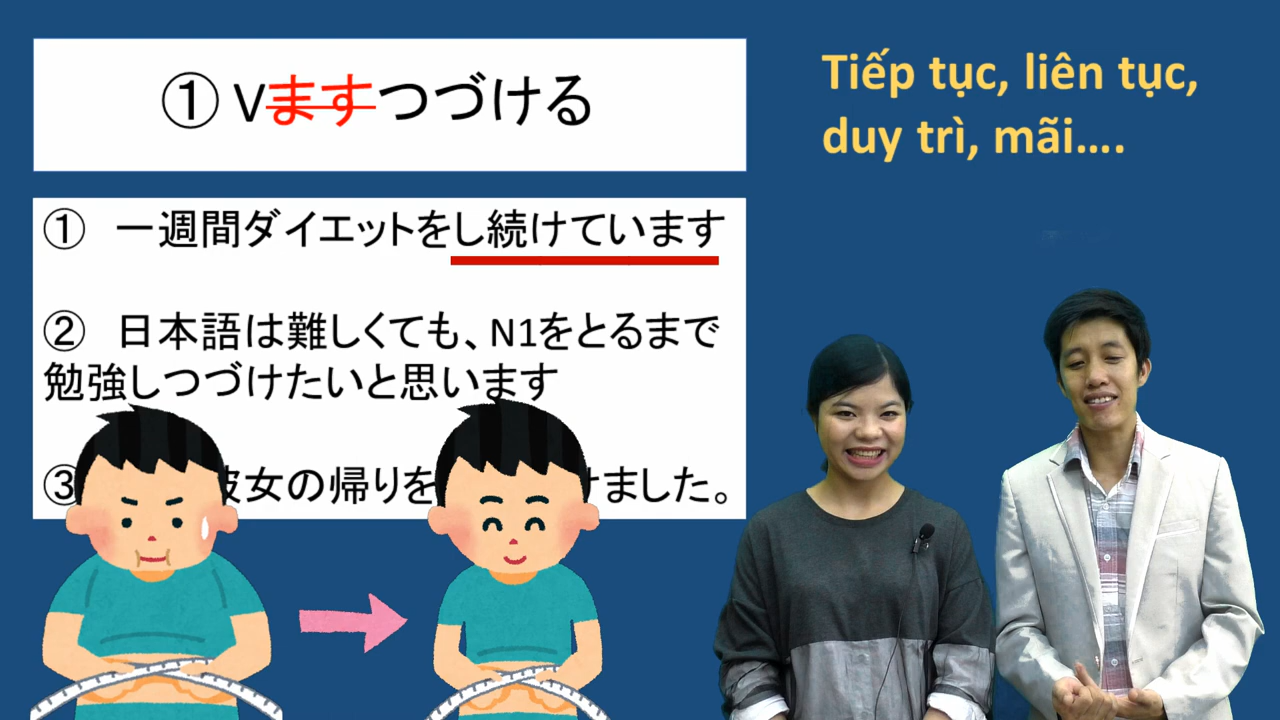 ① Vますつづける
Tiếp tục, liên tục,
duy trì, mãi....
① 一週間ダイエットをし続けています
② 日本語は難しくても、N1をとるまで
勉強しつづけたいと思います
③ 女の帰りを ました。